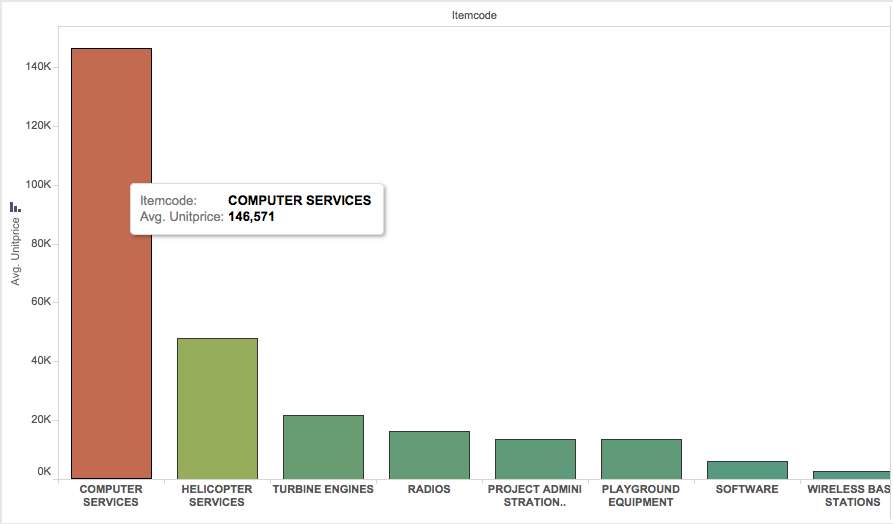 Itemcode
140K
120K
100K
80K
60K
40K
20K
0K
Avg. Unitprice
Itemcode: COMPUTER SERVICES
Avg. Unitprice: 146,571
COMPUTER
SERVICES
HELICOPTER
SERVICES
TURBINE ENGINES
RADIOS
PROJECT ADMINI
STRATION..
PLAYGROUND
EQUIPMENT
SOFTWARE
WIRELESS BAS
STATIONS